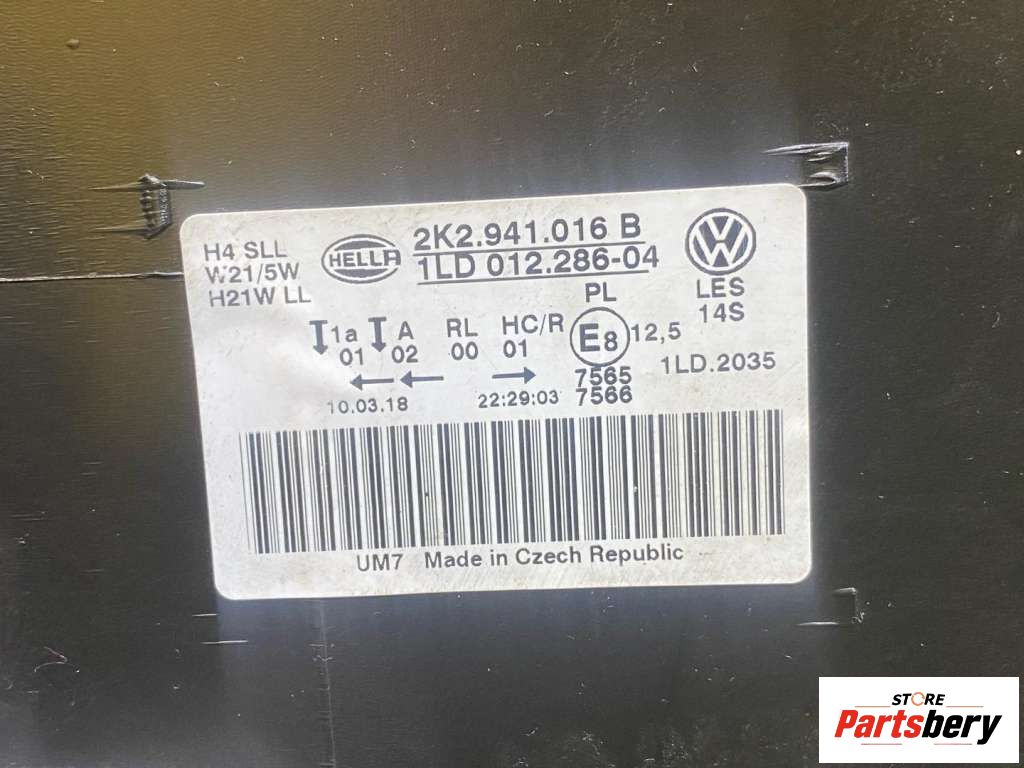 H4 SLL
W21/5W
H21W LL
HELLA
2K2.941.016 B
1LD 012.286-04
VW
LES
14S
PL
1a
01
A
02
RL
00
HC/R
01
E8
12,5
1LD.2035
7565
7566
10.03.18
22:29:03
UM7 Made in Czech Republic
STORE
Partsbery